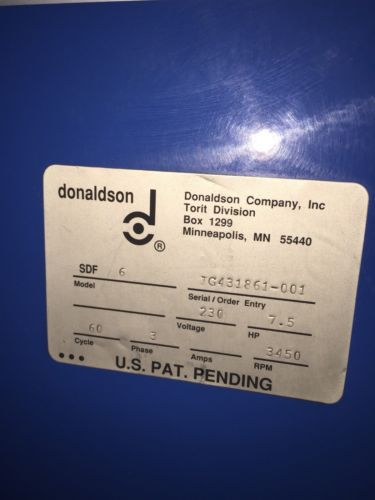 donaldson
®
Donaldson Company, Inc
Torit Division
Box 1299
Minneapolis, MN 55440
SDF 6
Model
JG431861-001
Serial / Order Entry
230
Voltage
7.5
HP
60
Cycle
3
Phase
Amps
3450
RPM
U.S. PAT. PENDING